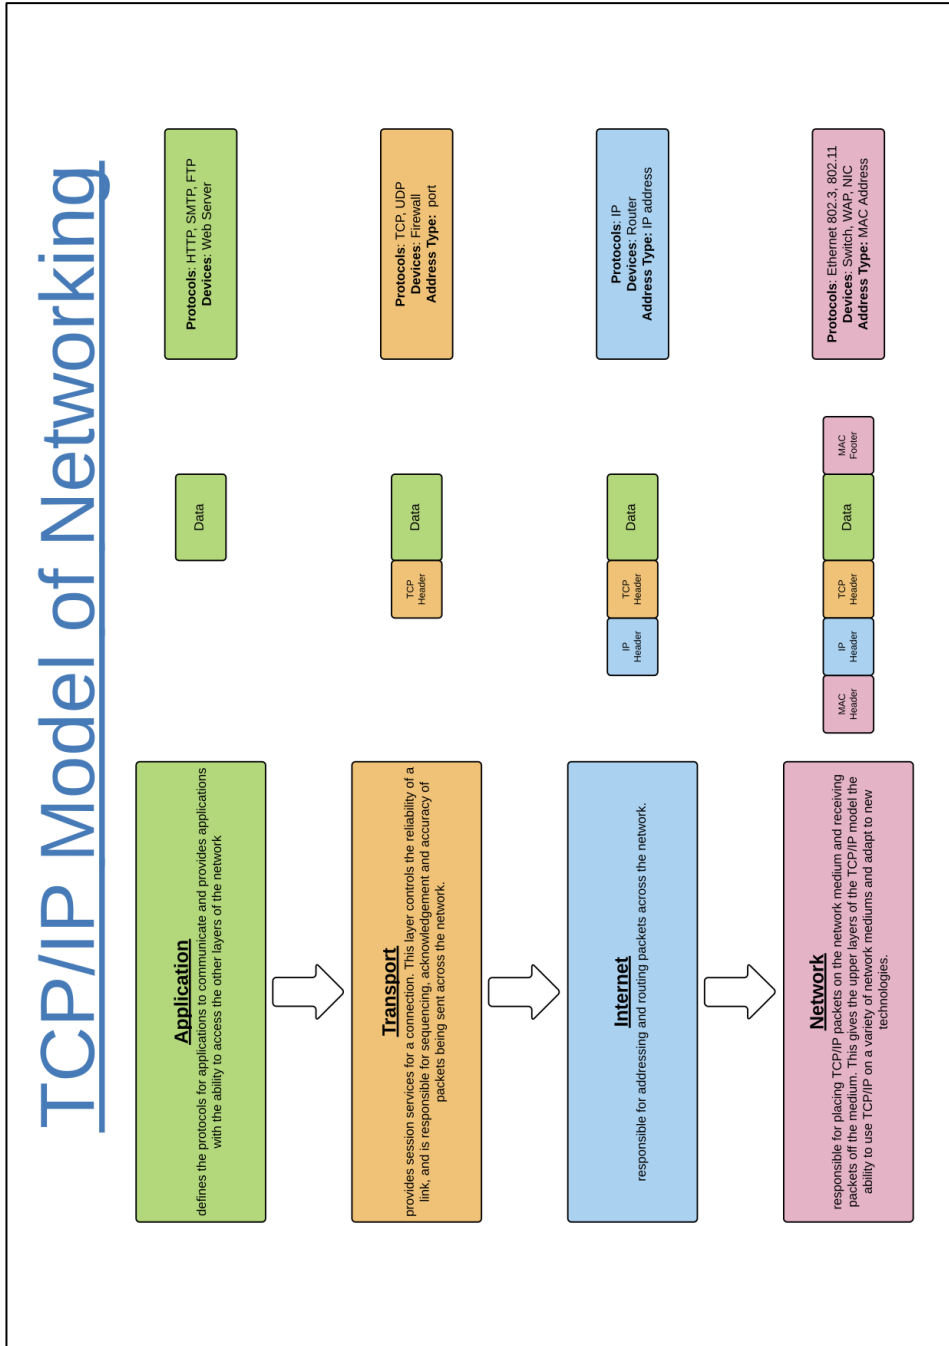 TCP/IP Model of Networking
Application
defines the protocols for applications to communicate and provides applications
with the ability to access the other layers of the network
Data
Protocols: HTTP, SMTP, FTP
Devices: Web Server
Transport
provides session services for a connection. This layer controls the reliability of a
link, and is responsible for sequencing, acknowledgement and accuracy of
packets being sent across the network.
TCP
Header
Data
Protocols: TCP, UDP
Devices: Firewall
Address Type: port
Internet
responsible for addressing and routing packets across the network.
IP
Header
TCP
Header
Data
Protocols: IP
Devices: Router
Address Type: IP address
Network
responsible for placing TCP/IP packets on the network medium and receiving
packets off the medium. This gives the upper layers of the TCP/IP model the
ability to use TCP/IP on a variety of network mediums and adapt to new
technologies.
MAC
Header
IP
Header
TCP
Header
Data
MAC
Footer
Protocols: Ethernet 802.3, 802.11
Devices: Switch, WAP, NIC
Address Type: MAC Address